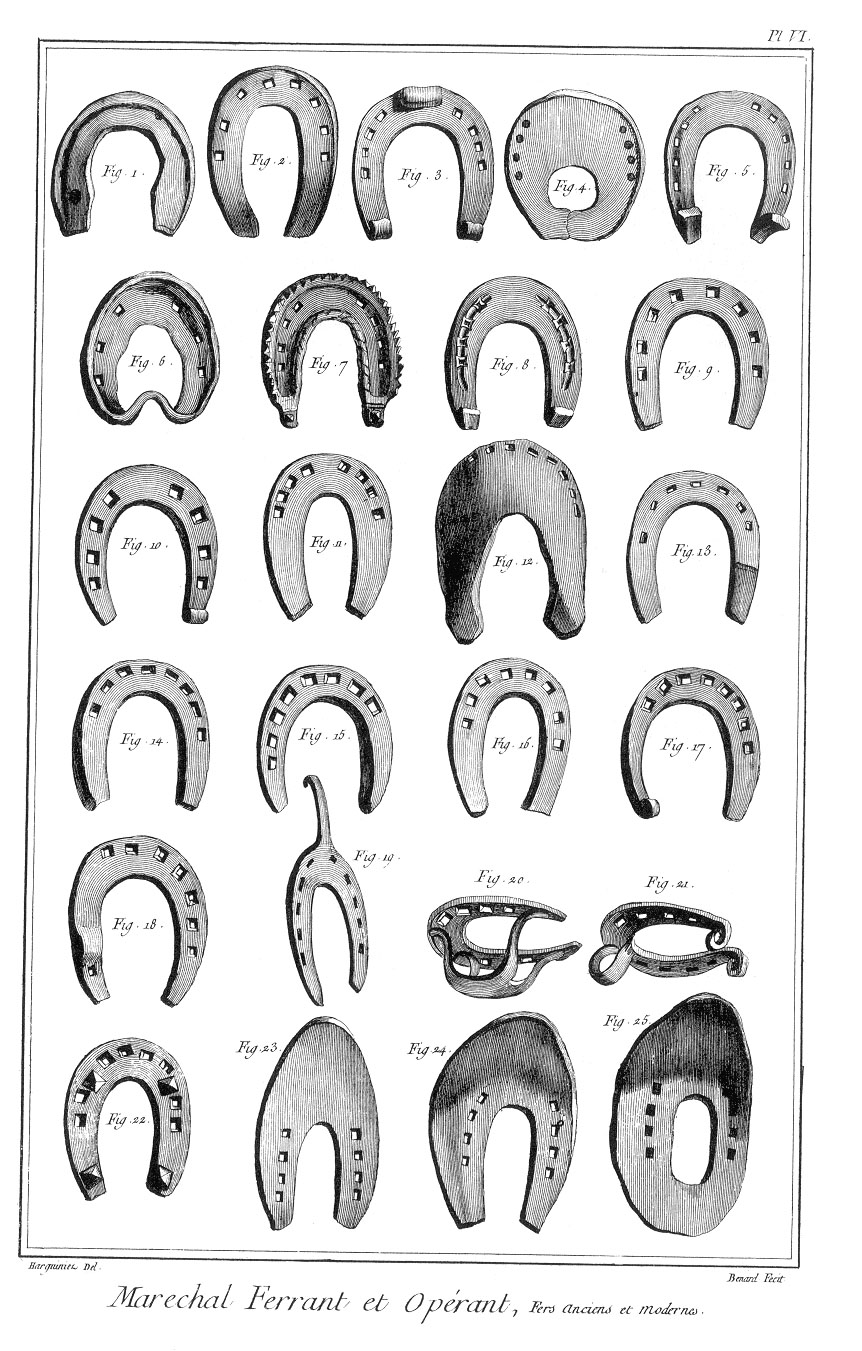 Pl VI.
Fig. 1.
Fig. 2.
Fig. 3.
Fig. 4.
Fig. 5.
Fig. 6.
Fig. 7
Fig. 8.
Fig. 9.
Fig. 10.
Fig. 11.
Fig. 12.
Fig. 13.
Fig. 14.
Fig. 15.
Fig. 16.
Fig. 17.
Fig. 18.
Fig. 19.
Fig. 20.
Fig. 21.
Fig. 22.
Fig. 23.
Fig. 24.
Fig. 25.
Del.
Benard Fecit
Marechal Ferrant et Opérant, Fers anciens et modernes.